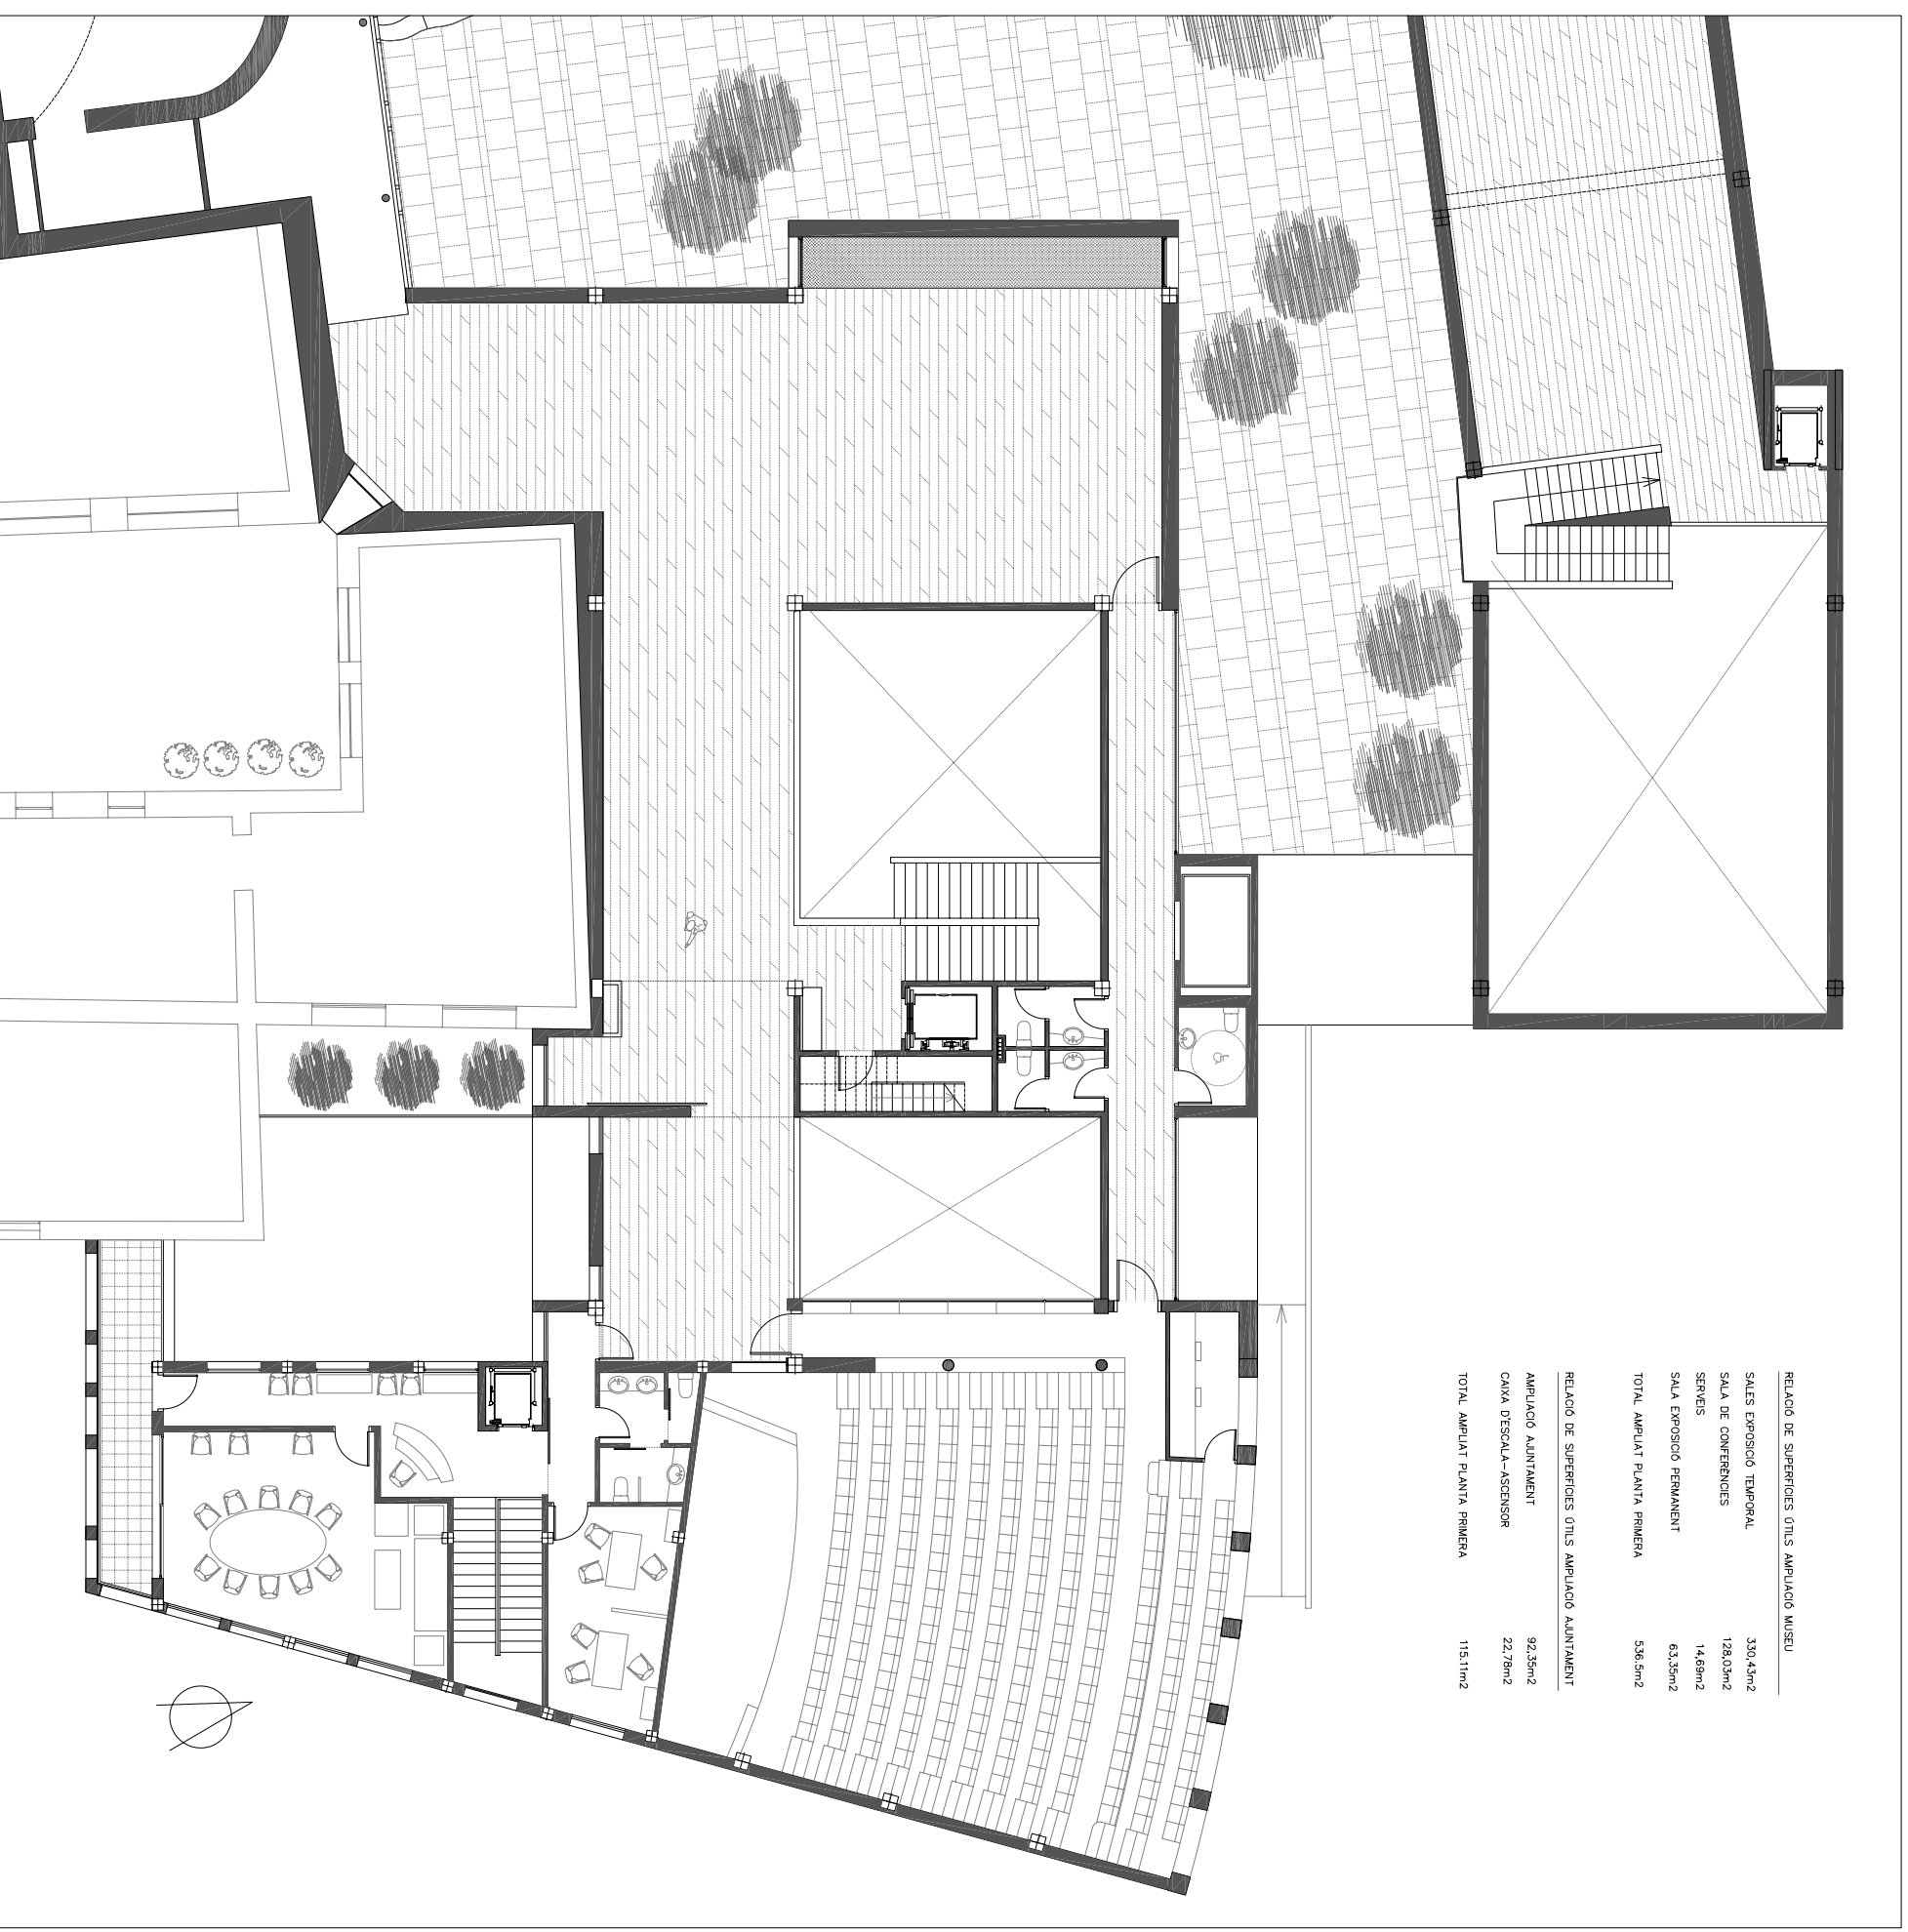 RELACIÓ DE SUPERFÍCIES ÚTILS AMPLIACIÓ MUSEU
SALES EXPOSICIÓ TEMPORAL 330,43m2
SALA DE CONFERÈNCIES 128,03m2
SERVEIS 14,69m2
SALA EXPOSICIÓ PERMANENT 63,35m2
TOTAL AMPLIAT PLANTA PRIMERA 536.5m2
RELACIÓ DE SUPERFÍCIES ÚTILS AMPLIACIÓ AJUNTAMENT
AMPLIACIÓ AJUNTAMENT 92,35m2
CAIXA D'ESCALA-ASCENSOR 22,78m2
TOTAL AMPLIAT PLANTA PRIMERA 115.11m2